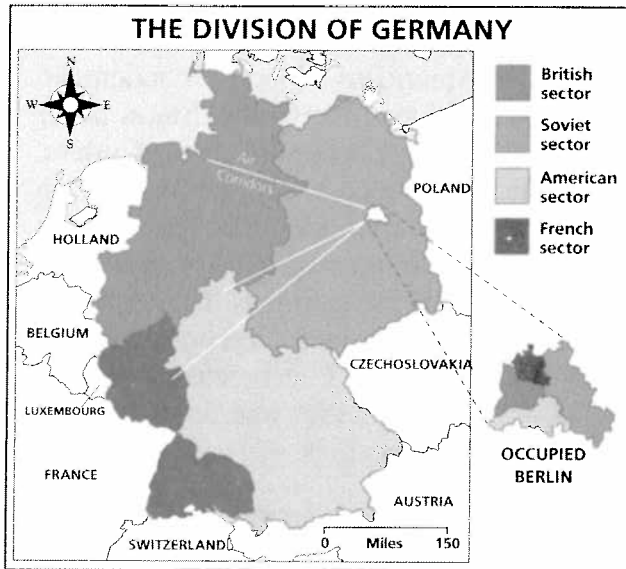 THE DIVISION OF GERMANY
N
W E
S
Air
Corridors
HOLLAND
BELGIUM
LUXEMBOURG
FRANCE
SWITZERLAND
POLAND
CZECHOSLOVAKIA
AUSTRIA
0 Miles 150
British
sector
Soviet
sector
American
sector
French
sector
OCCUPIED
BERLIN